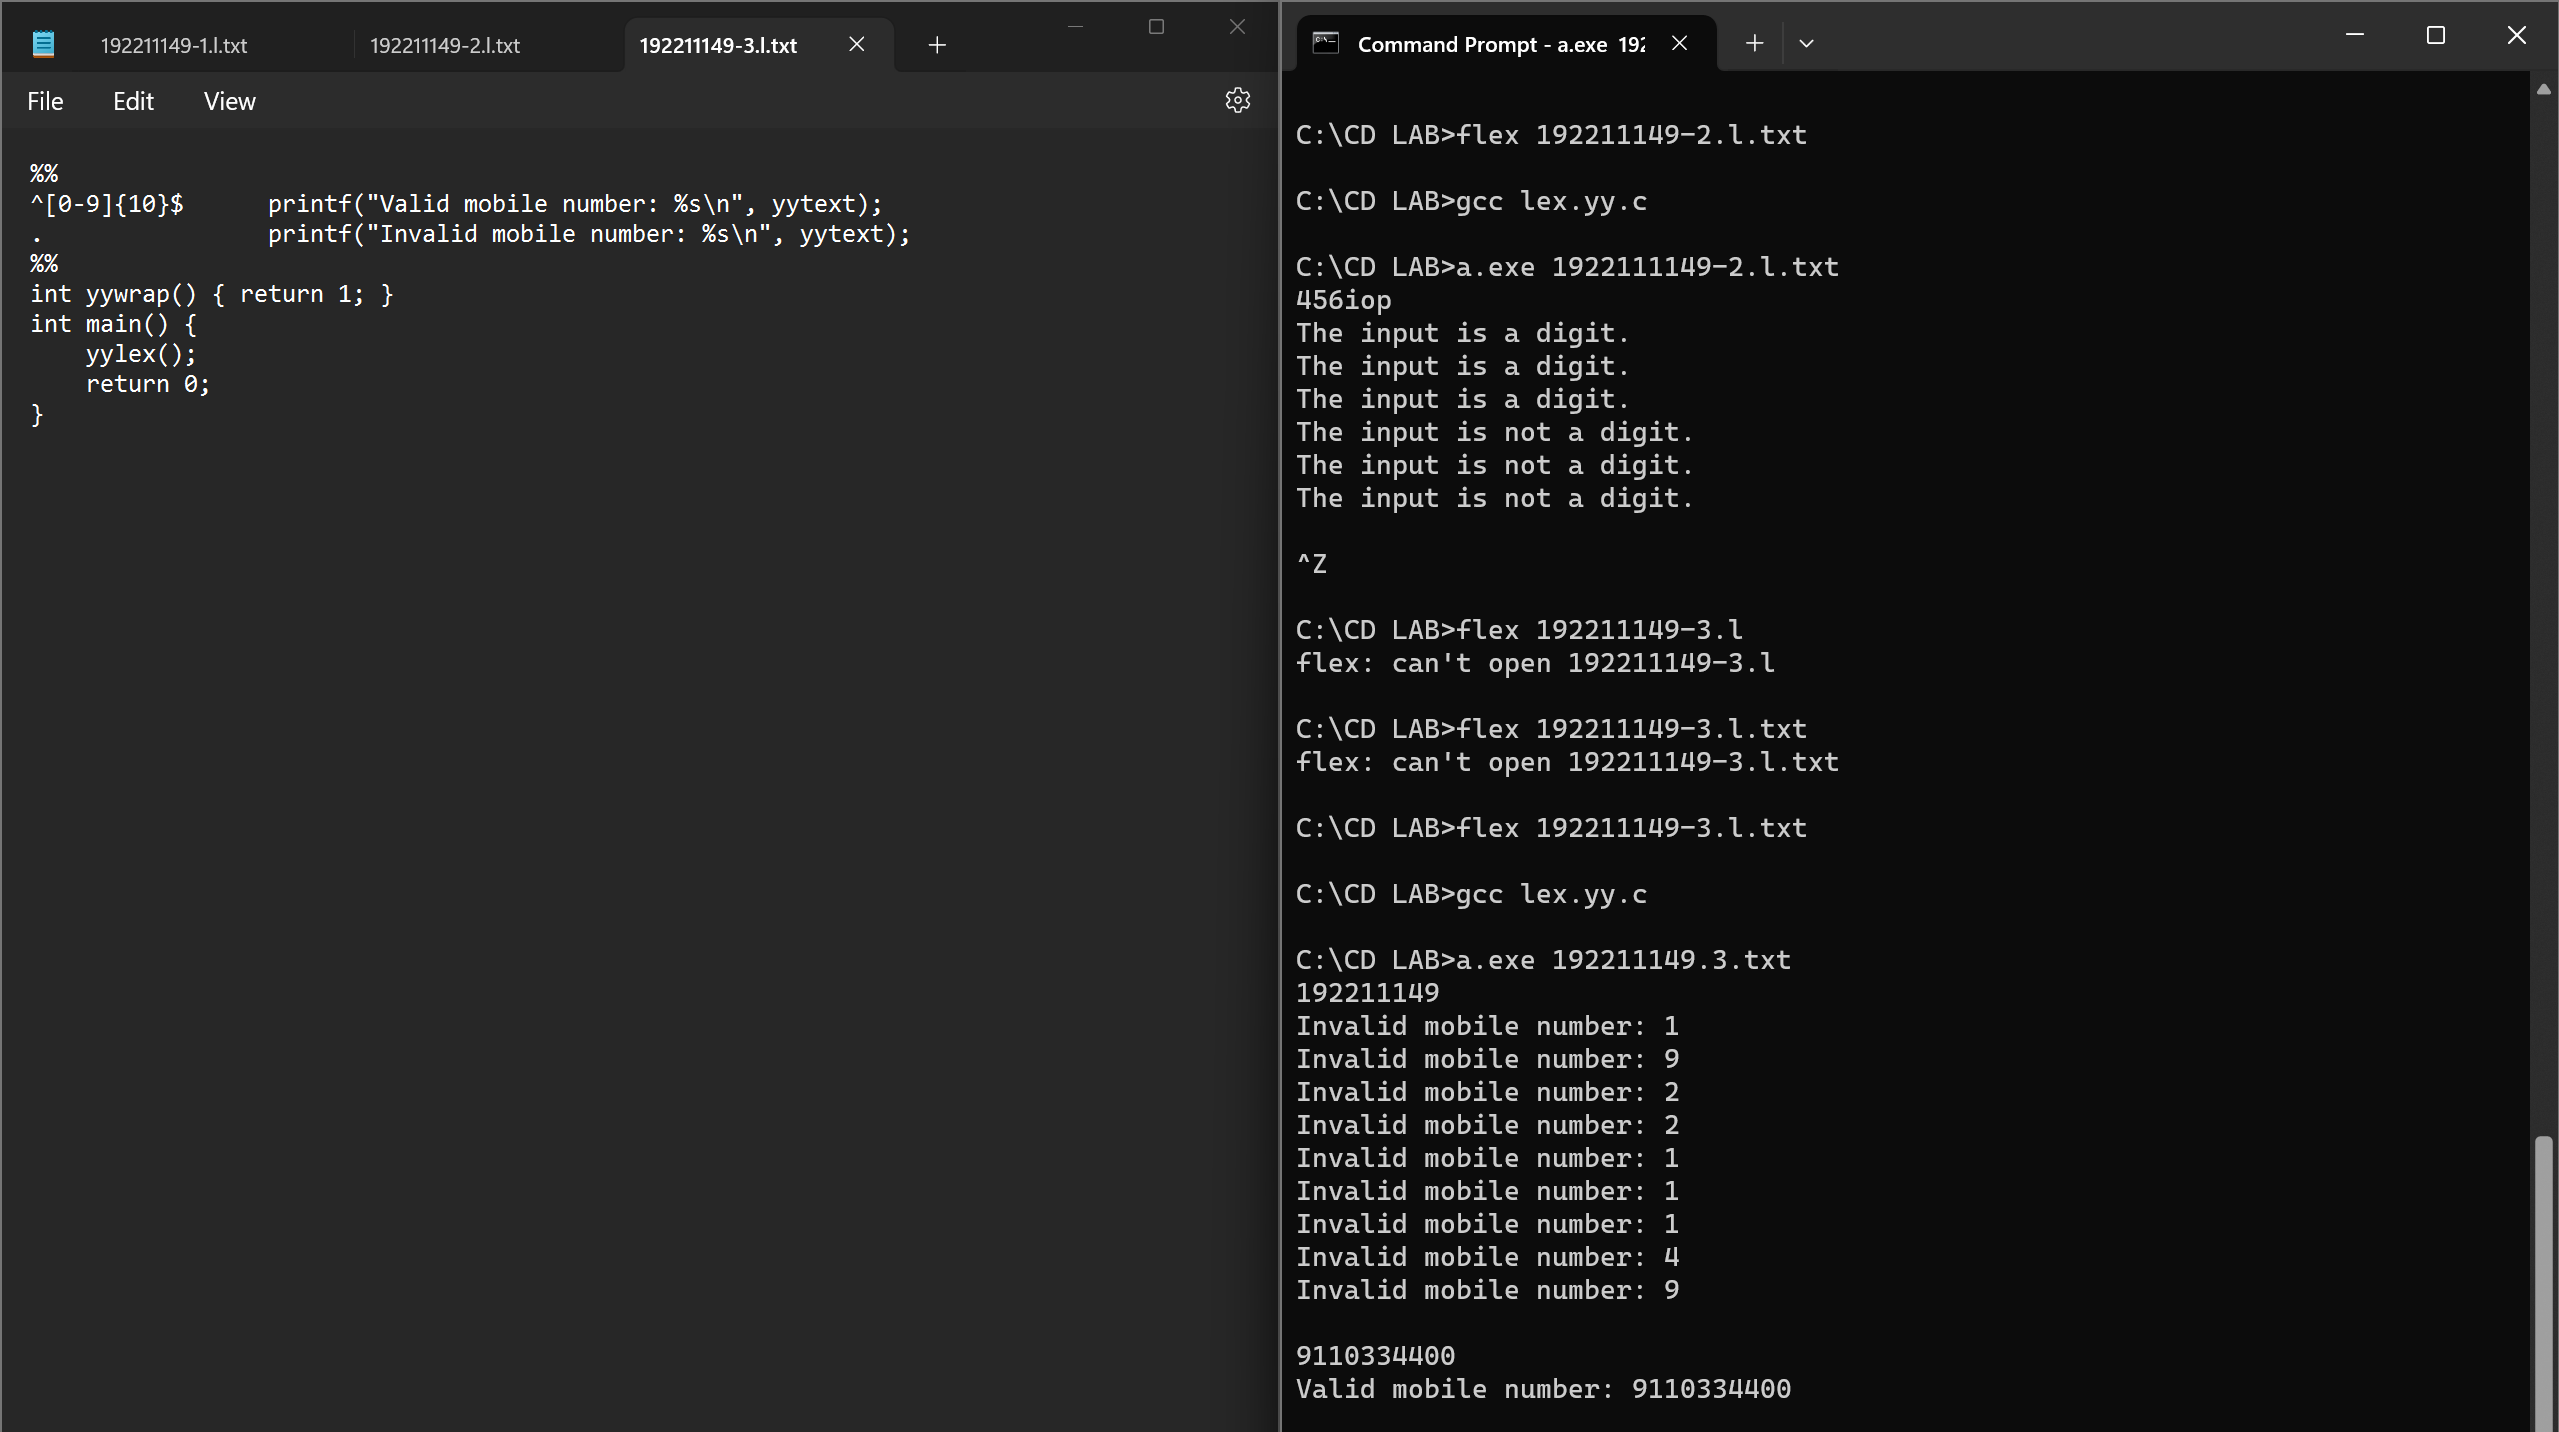 192211149-1.l.txt
192211149-2.l.txt
192211149-3.l.txt
File Edit View
%%
^[0-9]{10}$      printf("Valid mobile number: %s\n", yytext);
.                printf("Invalid mobile number: %s\n", yytext);
%%
int yywrap() { return 1; }
int main() {
    yylex();
    return 0;
}
Command Prompt - a.exe 192
C:\CD LAB>flex 192211149-2.l.txt
C:\CD LAB>gcc lex.yy.c
C:\CD LAB>a.exe 1922111149-2.l.txt
456iop
The input is a digit.
The input is a digit.
The input is a digit.
The input is not a digit.
The input is not a digit.
The input is not a digit.
^Z
C:\CD LAB>flex 192211149-3.l
flex: can't open 192211149-3.l
C:\CD LAB>flex 192211149-3.l.txt
flex: can't open 192211149-3.l.txt
C:\CD LAB>flex 192211149-3.l.txt
C:\CD LAB>gcc lex.yy.c
C:\CD LAB>a.exe 192211149.3.txt
192211149
Invalid mobile number: 1
Invalid mobile number: 9
Invalid mobile number: 2
Invalid mobile number: 2
Invalid mobile number: 1
Invalid mobile number: 1
Invalid mobile number: 1
Invalid mobile number: 4
Invalid mobile number: 9
9110334400
Valid mobile number: 9110334400